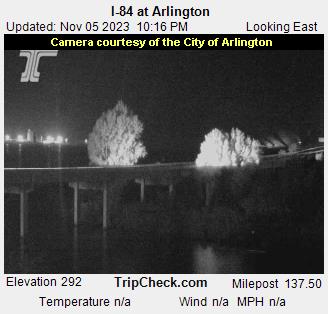 I-84 at Arlington
Updated: Nov 05 2023 10:16 PM Looking East
Camera courtesy of the City of Arlington
Elevation 292 TripCheck.com Milepost 137.50
Temperature n/a Wind n/a MPH n/a